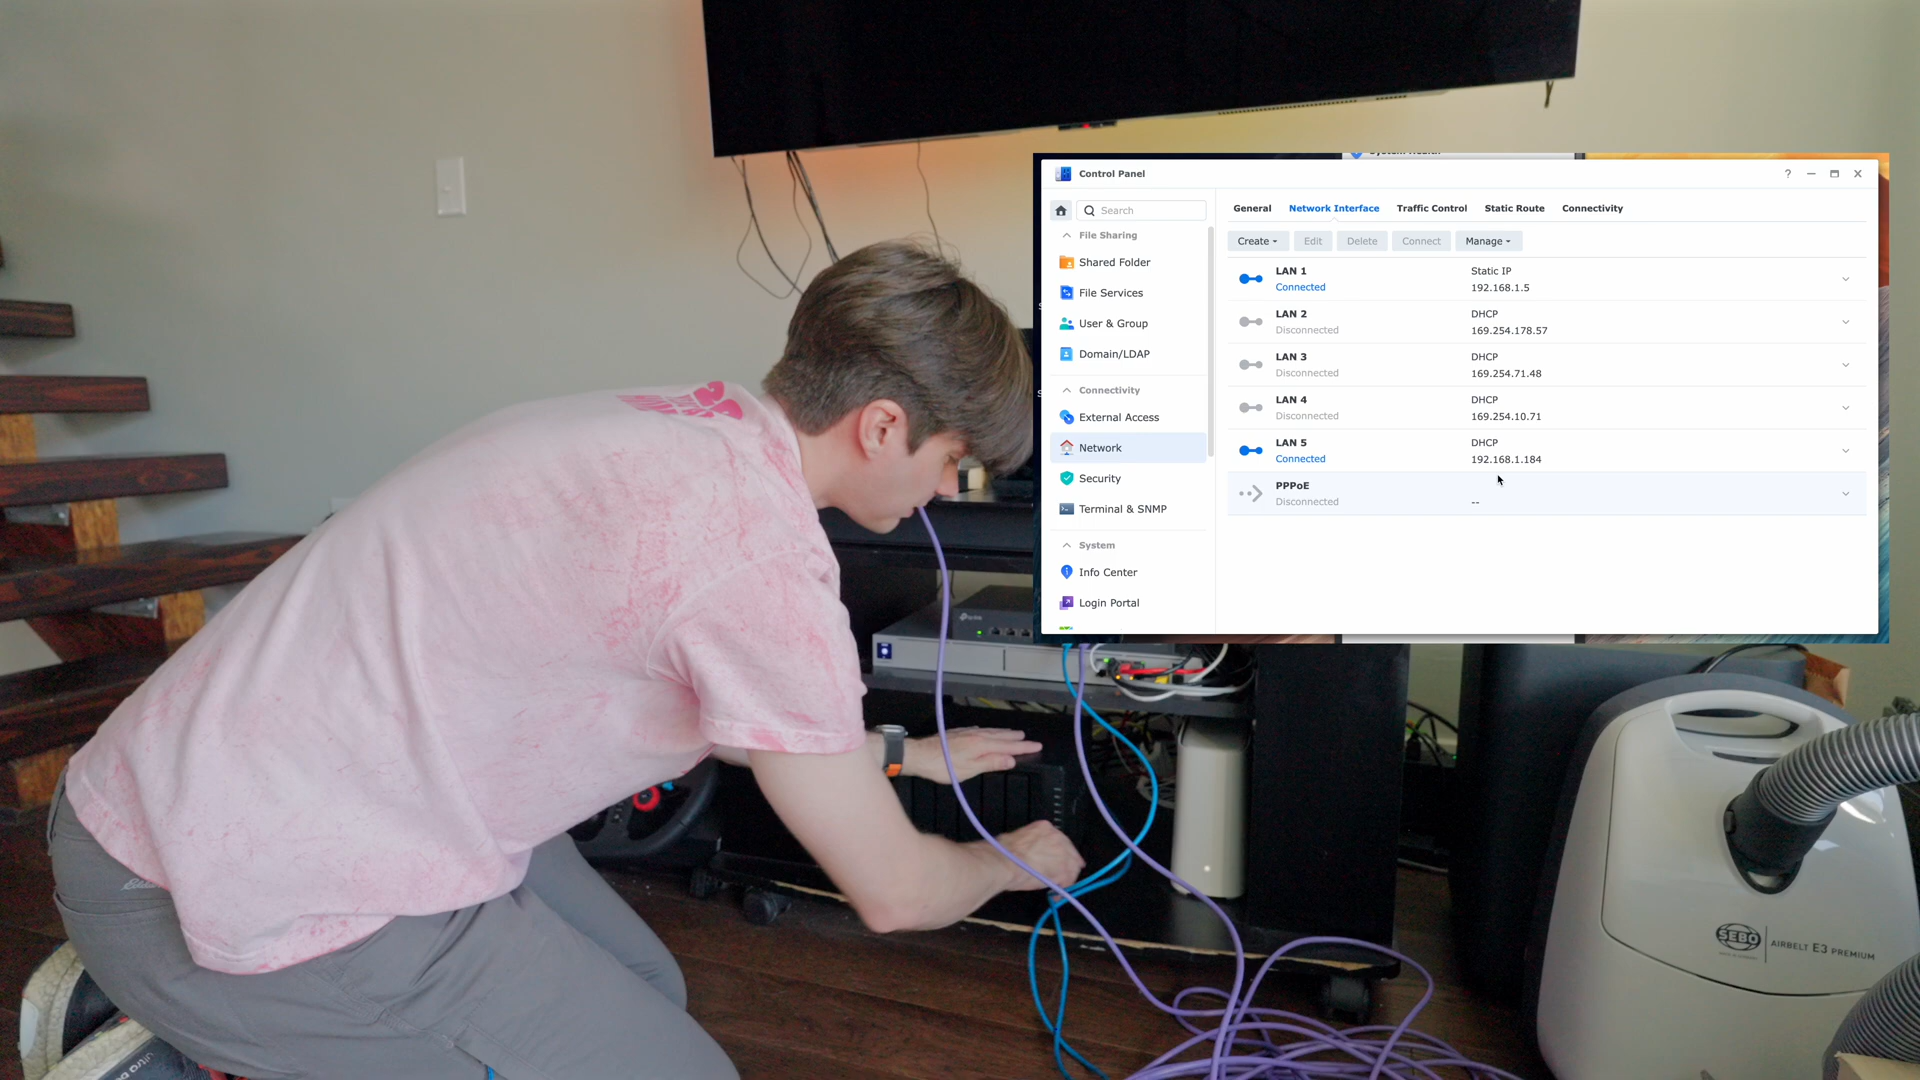 Control Panel
?
Search
File Sharing
Shared Folder
File Services
User & Group
Domain/LDAP
Connectivity
External Access
Network
Security
Terminal & SNMP
System
Info Center
Login Portal
General Network Interface Traffic Control Static Route Connectivity
Create Edit Delete Connect Manage
LAN 1 Static IP
Connected 192.168.1.5
LAN 2 DHCP
Disconnected 169.254.178.57
LAN 3 DHCP
Disconnected 169.254.71.48
LAN 4 DHCP
Disconnected 169.254.10.71
LAN 5 DHCP
Connected 192.168.1.184
PPPoE
Disconnected --
tp-link
SEBO
AIRBELT E3 PREMIUM